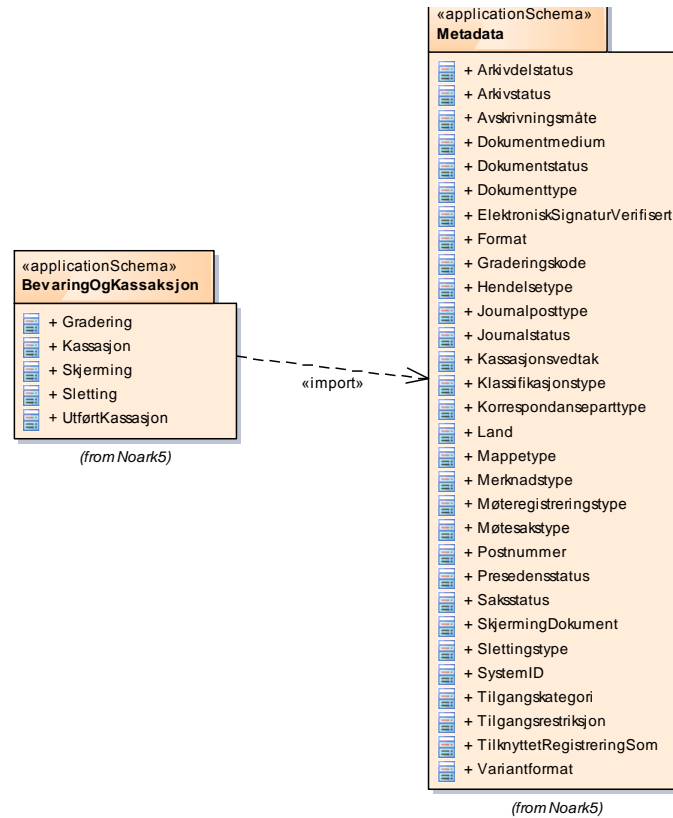 «applicationSchema»
BevaringOgKassaksjon
+ Gradering
+ Kassasjon
+ Skjerming
+ Sletting
+ UtførtKassasjon
(from Noark5)
«import»
«applicationSchema»
Metadata
+ Arkivdelstatus
+ Arkivstatus
+ Avskrivningsmåte
+ Dokumentmedium
+ Dokumentstatus
+ Dokumenttype
+ ElektroniskSignaturVerifisert
+ Format
+ Graderingskode
+ Hendelsetype
+ Journalposttype
+ Journalstatus
+ Kassasjonsvedtak
+ Klassifikasjonstype
+ Korrespondanseparttype
+ Land
+ Mappetype
+ Merknadstype
+ Møteregistreringstype
+ Møtesakstype
+ Postnummer
+ Presedensstatus
+ Saksstatus
+ SkjermingDokument
+ Slettingstype
+ SystemID
+ Tilgangskategori
+ Tilgangsrestriksjon
+ TilknyttetRegistreringSom
+ Variantformat
(from Noark5)